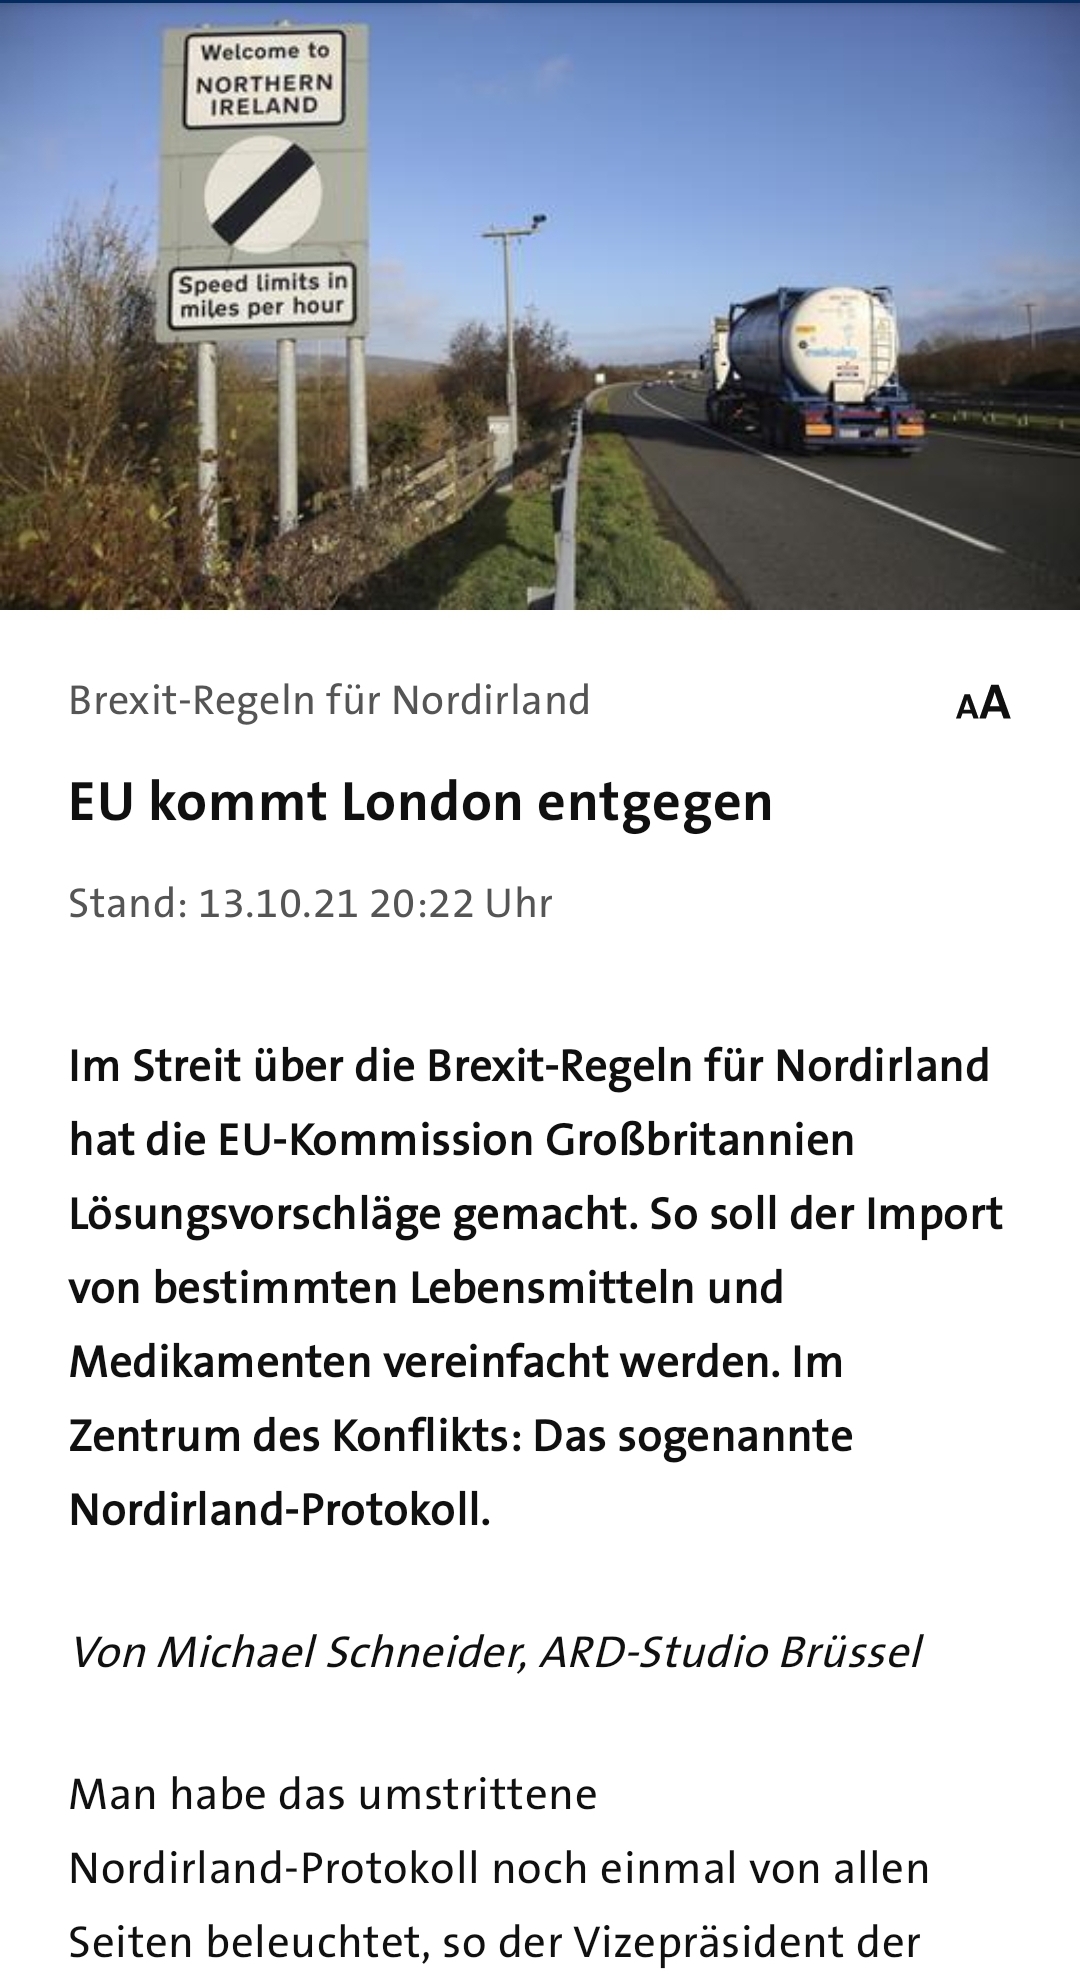 Welcome to
NORTHERN
IRELAND
Speed limits in
miles per hour
Brexit-Regeln für Nordirland
AA
EU kommt London entgegen
Stand: 13.10.21 20:22 Uhr
Im Streit über die Brexit-Regeln für Nordirland
hat die EU-Kommission Großbritannien
Lösungsvorschläge gemacht. So soll der Import
von bestimmten Lebensmitteln und
Medikamenten vereinfacht werden. Im
Zentrum des Konflikts: Das sogenannte
Nordirland-Protokoll.
Von Michael Schneider, ARD-Studio Brüssel
Man habe das umstrittene
Nordirland-Protokoll noch einmal von allen
Seiten beleuchtet, so der Vizepräsident der